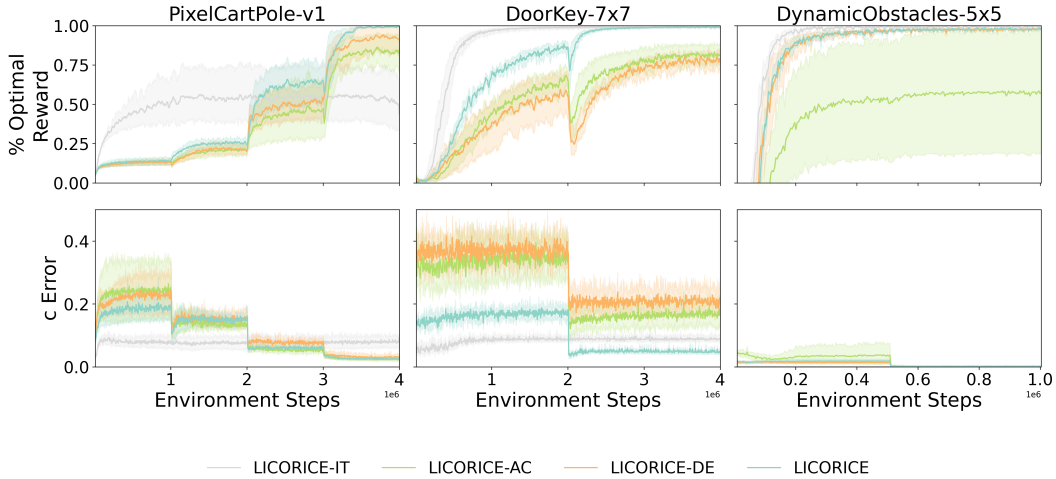 PixelCartPole-v1 DoorKey-7x7 DynamicObstacles-5x5
% Optimal
Reward
1.00
0.75
0.50
0.25
0.00
c Error
0.4
0.2
0.0
1 2 3 4 1 2 3 4 0.2 0.4 0.6 0.8 1.0
1e6 1e6 1e6
Environment Steps Environment Steps Environment Steps
LICORICE-IT LICORICE-AC LICORICE-DE LICORICE